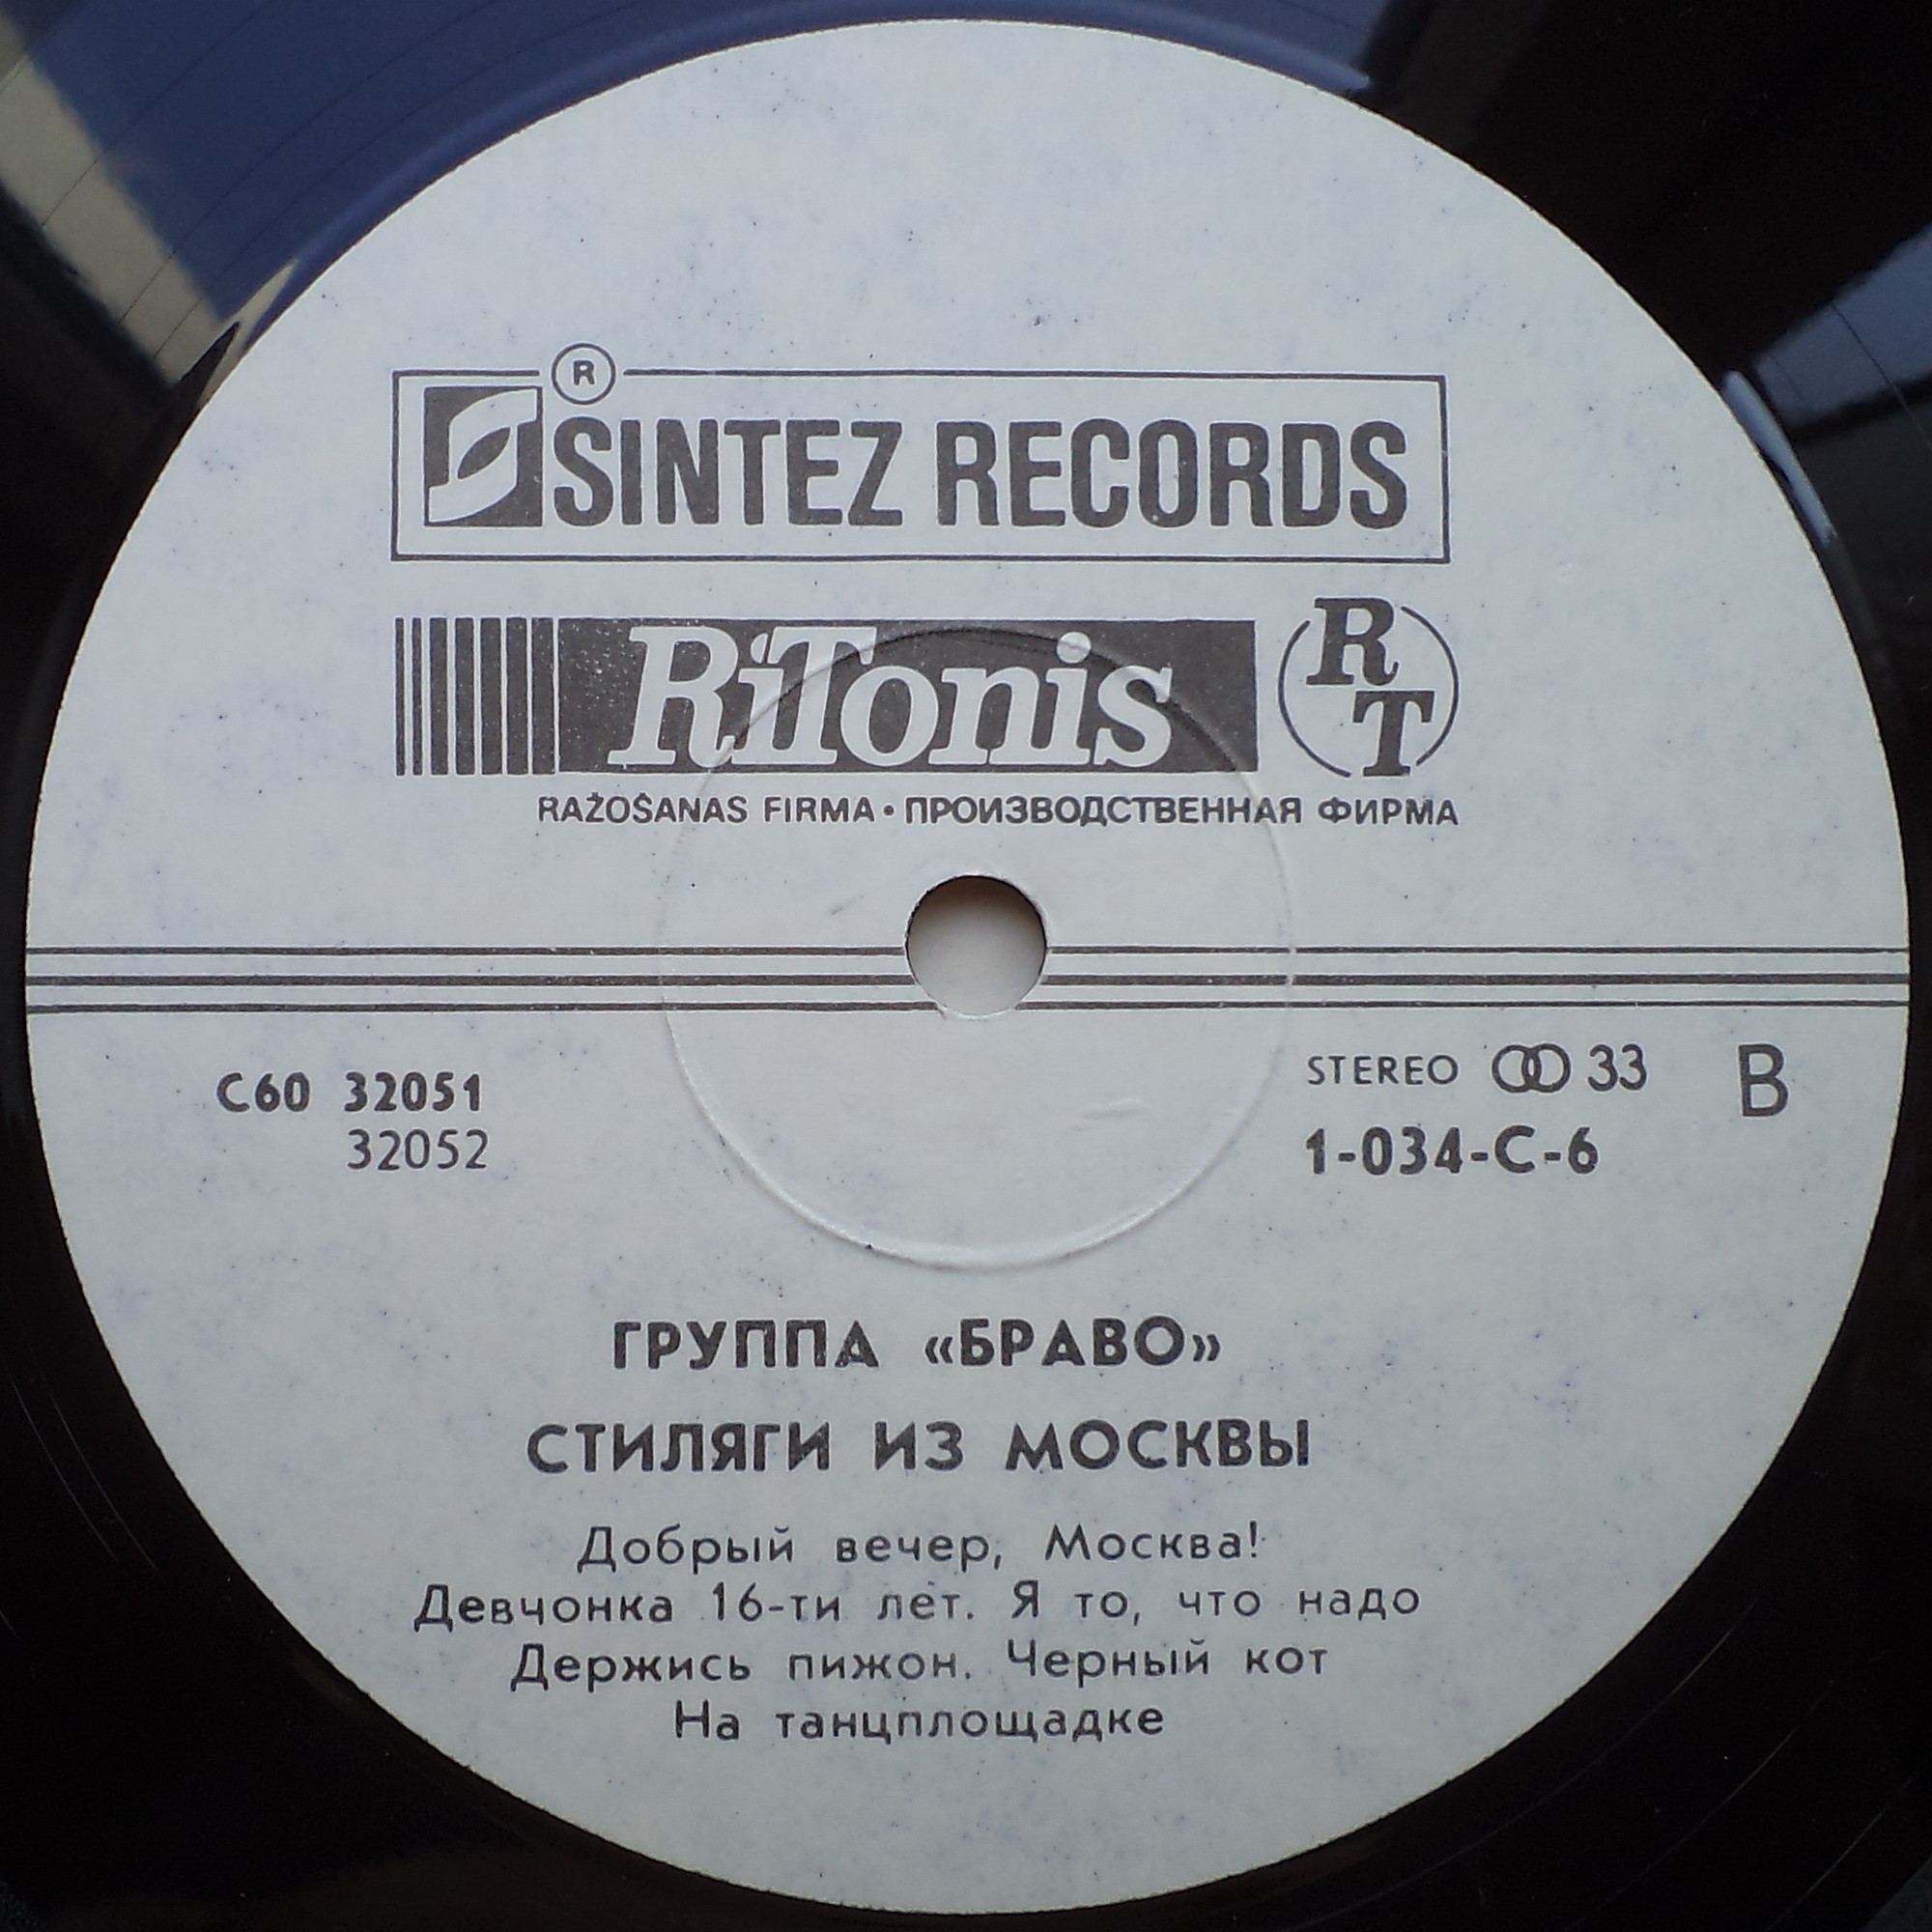 ®
SINTEZ RECORDS
RiTonis RT
RAŽOŠANAS FIRMA • ПРОИЗВОДСТВЕННАЯ ФИРМА
С60 32051
32052
STEREO 33 B
1-034-C-6
ГРУППА «БРАВО»
СТИЛЯГИ ИЗ МОСКВЫ
Добрый вечер, Москва!
Девчонка 16-ти лет. Я то, что надо
Держись пижон. Черный кот
На танцплощадке